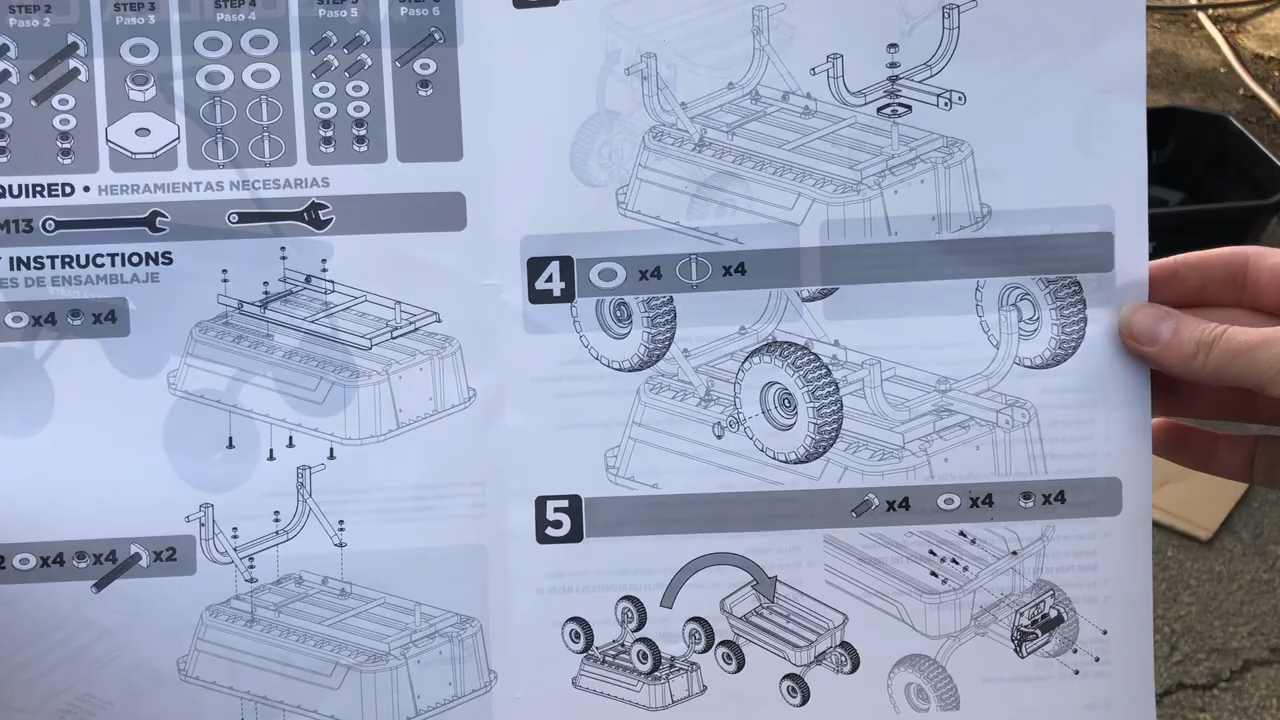 STEP 2
Paso 2
STEP 3
Paso 3
STEP 4
Paso 4
Paso 5
Paso 6
QUIRED • HERRAMIENTAS NECESARIAS
M13
Y INSTRUCTIONS
ES DE ENSAMBLAJE
x4 x4
2 x4 x4 x2
4 x4 x4
5 x4 x4 x4